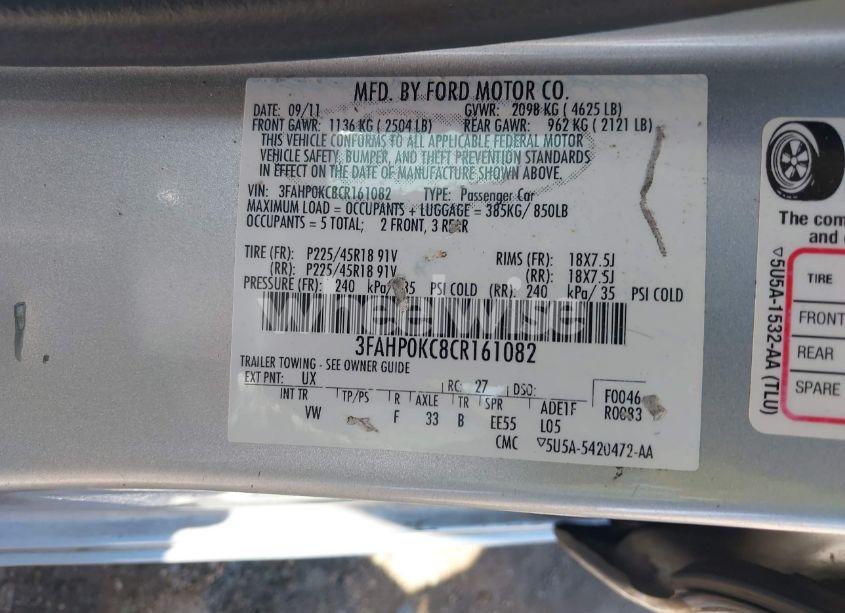 MFD. BY FORD MOTOR CO.
DATE: 09/11 GVWR: 2098 KG ( 4625 LB)
FRONT GAWR: 1136 KG ( 2504 LB) REAR GAWR: 962 KG ( 2121 LB)
THIS VEHICLE CONFORMS TO ALL APPLICABLE FEDERAL MOTOR
VEHICLE SAFETY, BUMPER, AND THEFT PREVENTION STANDARDS
IN EFFECT ON THE DATE OF MANUFACTURE SHOWN ABOVE.
VIN: 3FAHP0KC8CR161082 TYPE: Passenger Car
MAXIMUM LOAD = OCCUPANTS + LUGGAGE = 385KG/ 850LB
OCCUPANTS = 5 TOTAL; 2 FRONT, 3 REAR
TIRE (FR): P225/45R18 91V RIMS (FR): 18X7.5J
(RR): P225/45R18 91V (RR): 18X7.5J
PRESSURE (FR): 240 kPa/ 35 PSI COLD (RR): 240 kPa/ 35 PSI COLD
Wheelwise
3FAHP0KC8CR161082
TRAILER TOWING - SEE OWNER GUIDE
EXT PNT: UX RC: 27 DSO: F0046
INT TR TP/PS R AXLE TR SPR ADE1F R0083
VW F 33 B EE55 L05
CMC ▽5U5A-5420472-AA
The com
and
TIRE
FRONT
REAR
SPARE
▽5U5A-1532-AA (TLU)